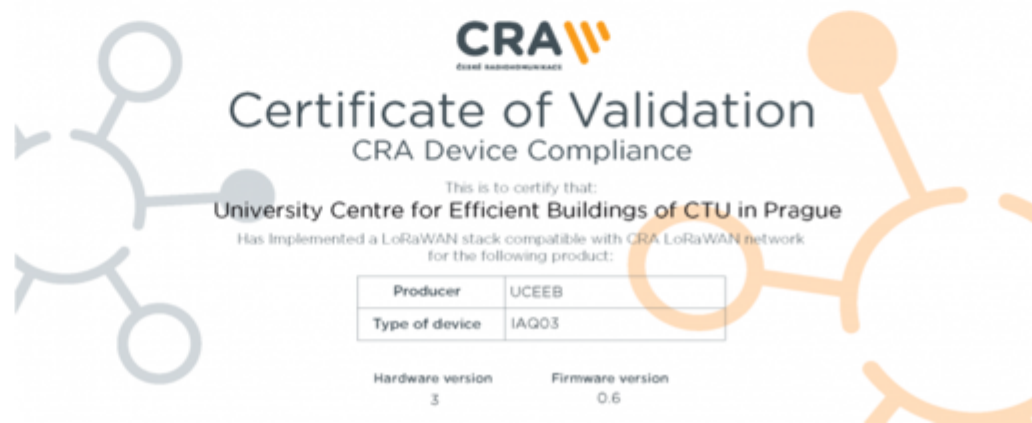 CRA
ČESKÉ RADIOKOMUNIKACE
Certificate of Validation
CRA Device Compliance
This is to certify that:
University Centre for Efficient Buildings of CTU in Prague
Has Implemented a LoRaWAN stack compatible with CRA LoRaWAN network
for the following product:
Producer UCEEB
Type of device IAQ03
Hardware version Firmware version
3 0.6